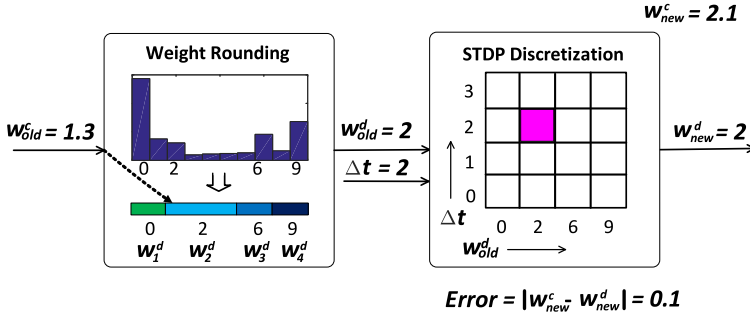 w^c_new = 2.1
Weight Rounding
STDP Discretization
w^c_old = 1.3
0 2 6 9
0 2 6 9
w^d_1 w^d_2 w^d_3 w^d_4
w^d_old = 2
Δt = 2
3
2
1
0
Δt
0 2 6 9
w^d_old
w^d_new = 2
Error = |w^c_new - w^d_new| = 0.1